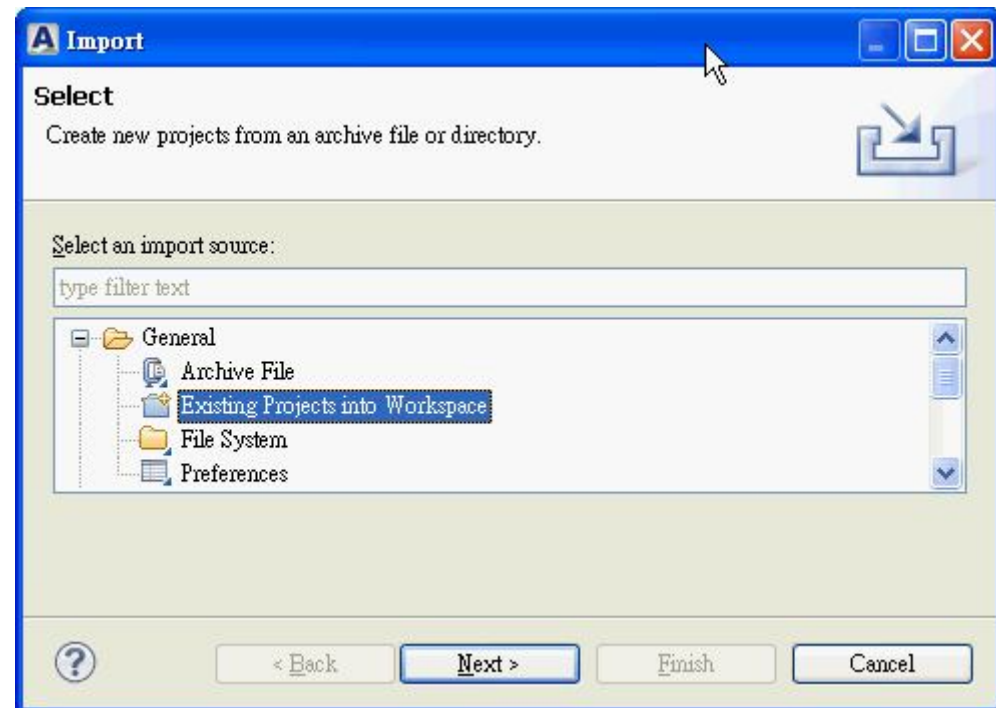 A Import
Select
Create new projects from an archive file or directory.
Select an import source:
type filter text
General
Archive File
Existing Projects into Workspace
File System
Preferences
?
< Back Next > Finish Cancel